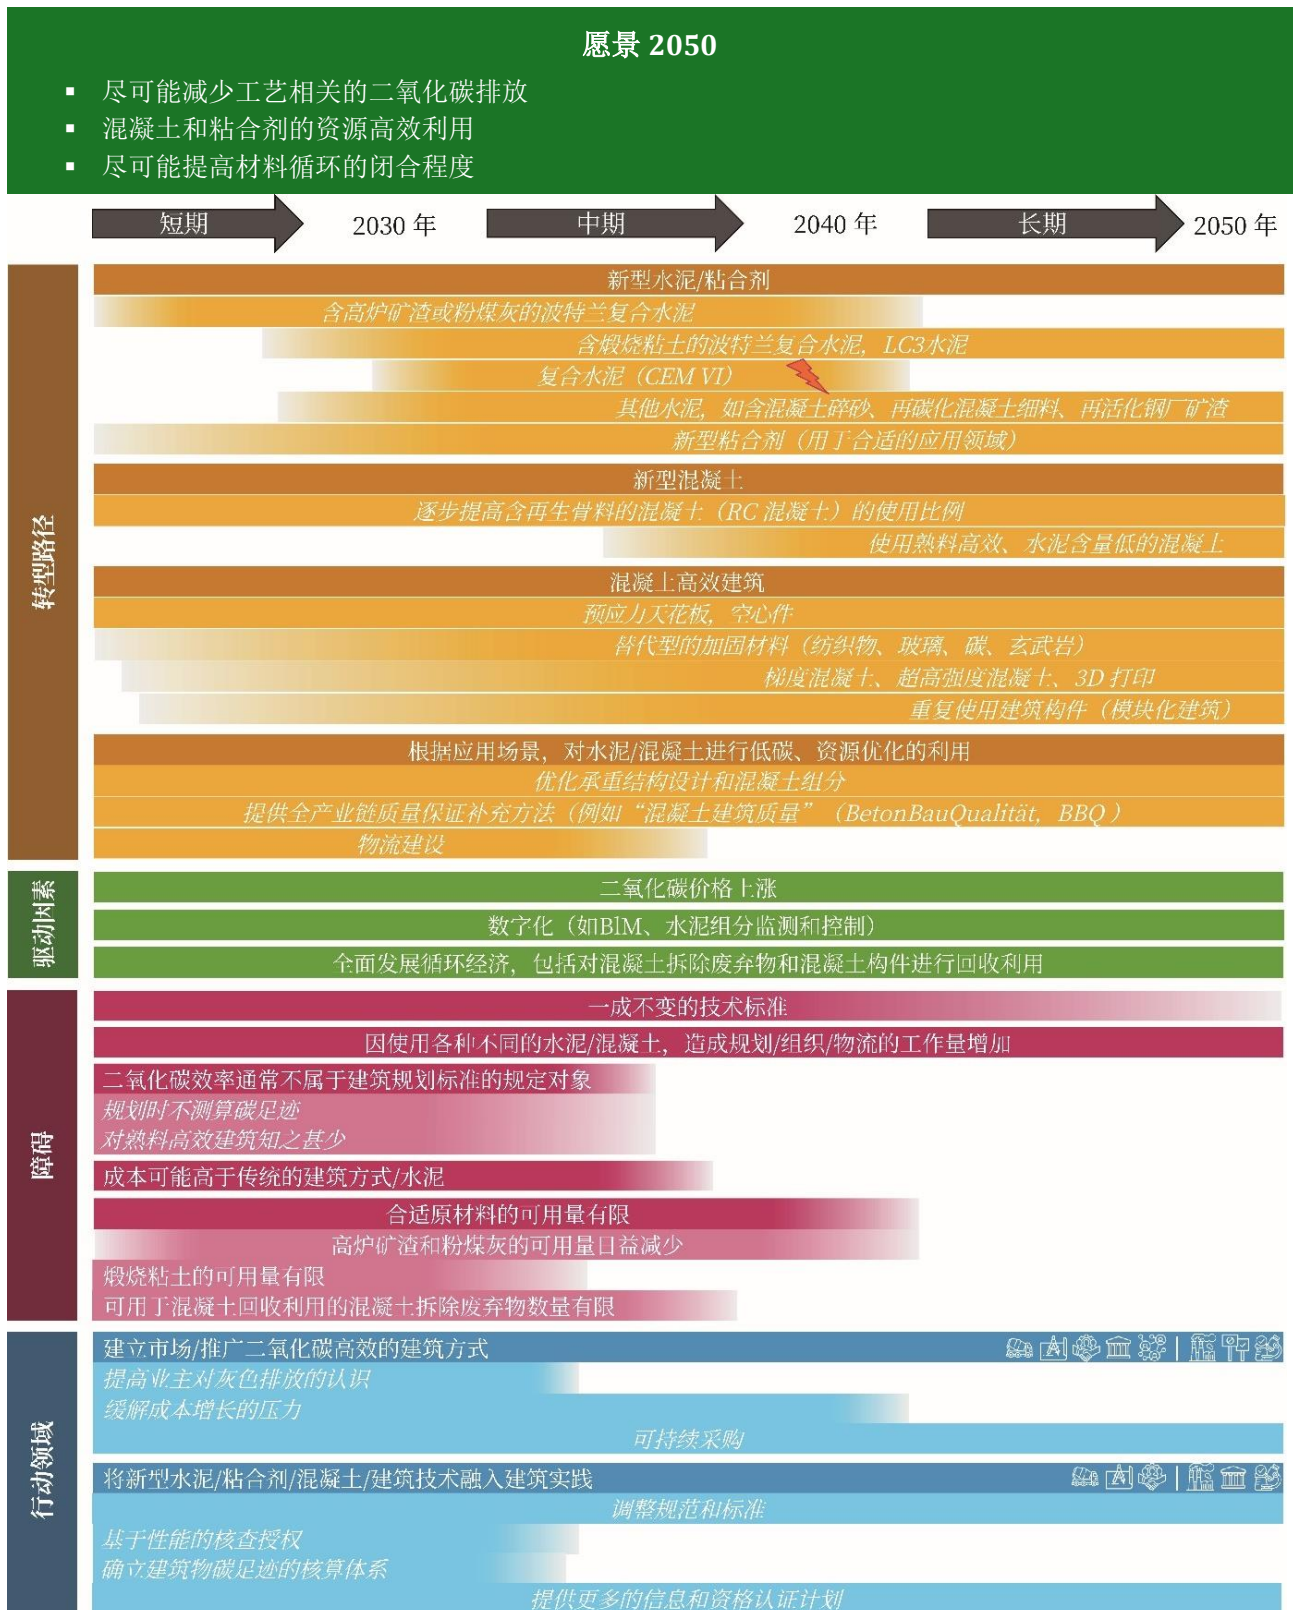 愿景 2050
▪ 尽可能减少工艺相关的二氧化碳排放
▪ 混凝土和粘合剂的资源高效利用
▪ 尽可能提高材料循环的闭合程度
短期 2030 年 中期 2040 年 长期 2050 年
转型路径
新型水泥/粘合剂
含高炉矿渣或粉煤灰的波特兰复合水泥
含煅烧粘土的波特兰复合水泥，LC3水泥
复合水泥（CEM VI）
其他水泥，如含混凝土碎砂、再碳化混凝土细料、再活化钢厂矿渣
新型粘合剂（用于合适的应用领域）
新型混凝土
逐步提高含再生骨料的混凝土（RC 混凝土）的使用比例
使用熟料高效、水泥含量低的混凝土
混凝土高效建筑
预应力天花板，空心件
替代型的加固材料（纺织物、玻璃、碳、玄武岩）
梯度混凝土、超高强度混凝土、3D 打印
重复使用建筑构件（模块化建筑）
根据应用场景，对水泥/混凝土进行低碳、资源优化的利用
优化承重结构设计和混凝土组分
提供全产业链质量保证补充方法（例如“混凝土建筑质量”（BetonBauQualität, BBQ ）
物流建设
驱动因素
二氧化碳价格上涨
数字化（如BIM、水泥组分监测和控制）
全面发展循环经济，包括对混凝土拆除废弃物和混凝土构件进行回收利用
障碍
一成不变的技术标准
因使用各种不同的水泥/混凝土，造成规划/组织/物流的工作量增加
二氧化碳效率通常不属于建筑规划标准的规定对象
规划时不测算碳足迹
对熟料高效建筑知之甚少
成本可能高于传统的建筑方式/水泥
合适原材料的可用量有限
高炉矿渣和粉煤灰的可用量日益减少
煅烧粘土的可用量有限
可用于混凝土回收利用的混凝土拆除废弃物数量有限
行动领域
建立市场/推广二氧化碳高效的建筑方式
提高业主对灰色排放的认识
缓解成本增长的压力
可持续采购
将新型水泥/粘合剂/混凝土/建筑技术融入建筑实践
调整规范和标准
基于性能的核查授权
确立建筑物碳足迹的核算体系
提供更多的信息和资格认证计划